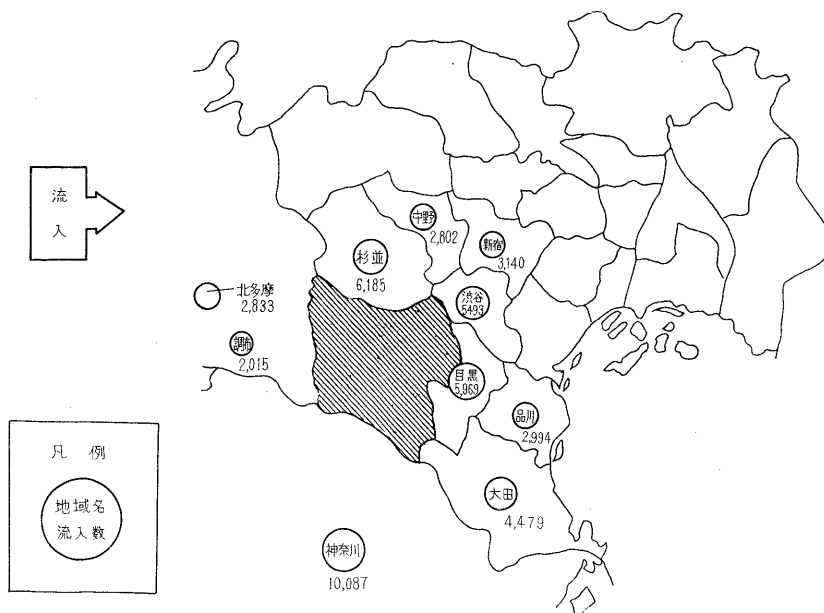 流
入
中野
2,802
新宿
3,140
杉並
6,185
渋谷
5493
北多摩
2,833
調布
2,015
目黒
5,969
品川
2,994
大田
4,479
神奈川
10,087
凡 例
地域名
流入数